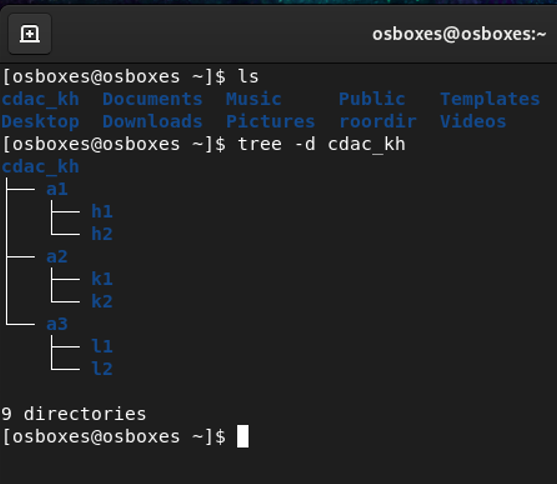 osboxes@osboxes:~
[osboxes@osboxes ~]$ ls
cdac_kh  Documents  Music     Public   Templates
Desktop  Downloads  Pictures  roordir  Videos
[osboxes@osboxes ~]$ tree -d cdac_kh
cdac_kh
├── a1
│   ├── h1
│   └── h2
├── a2
│   ├── k1
│   └── k2
└── a3
    ├── l1
    └── l2

9 directories
[osboxes@osboxes ~]$